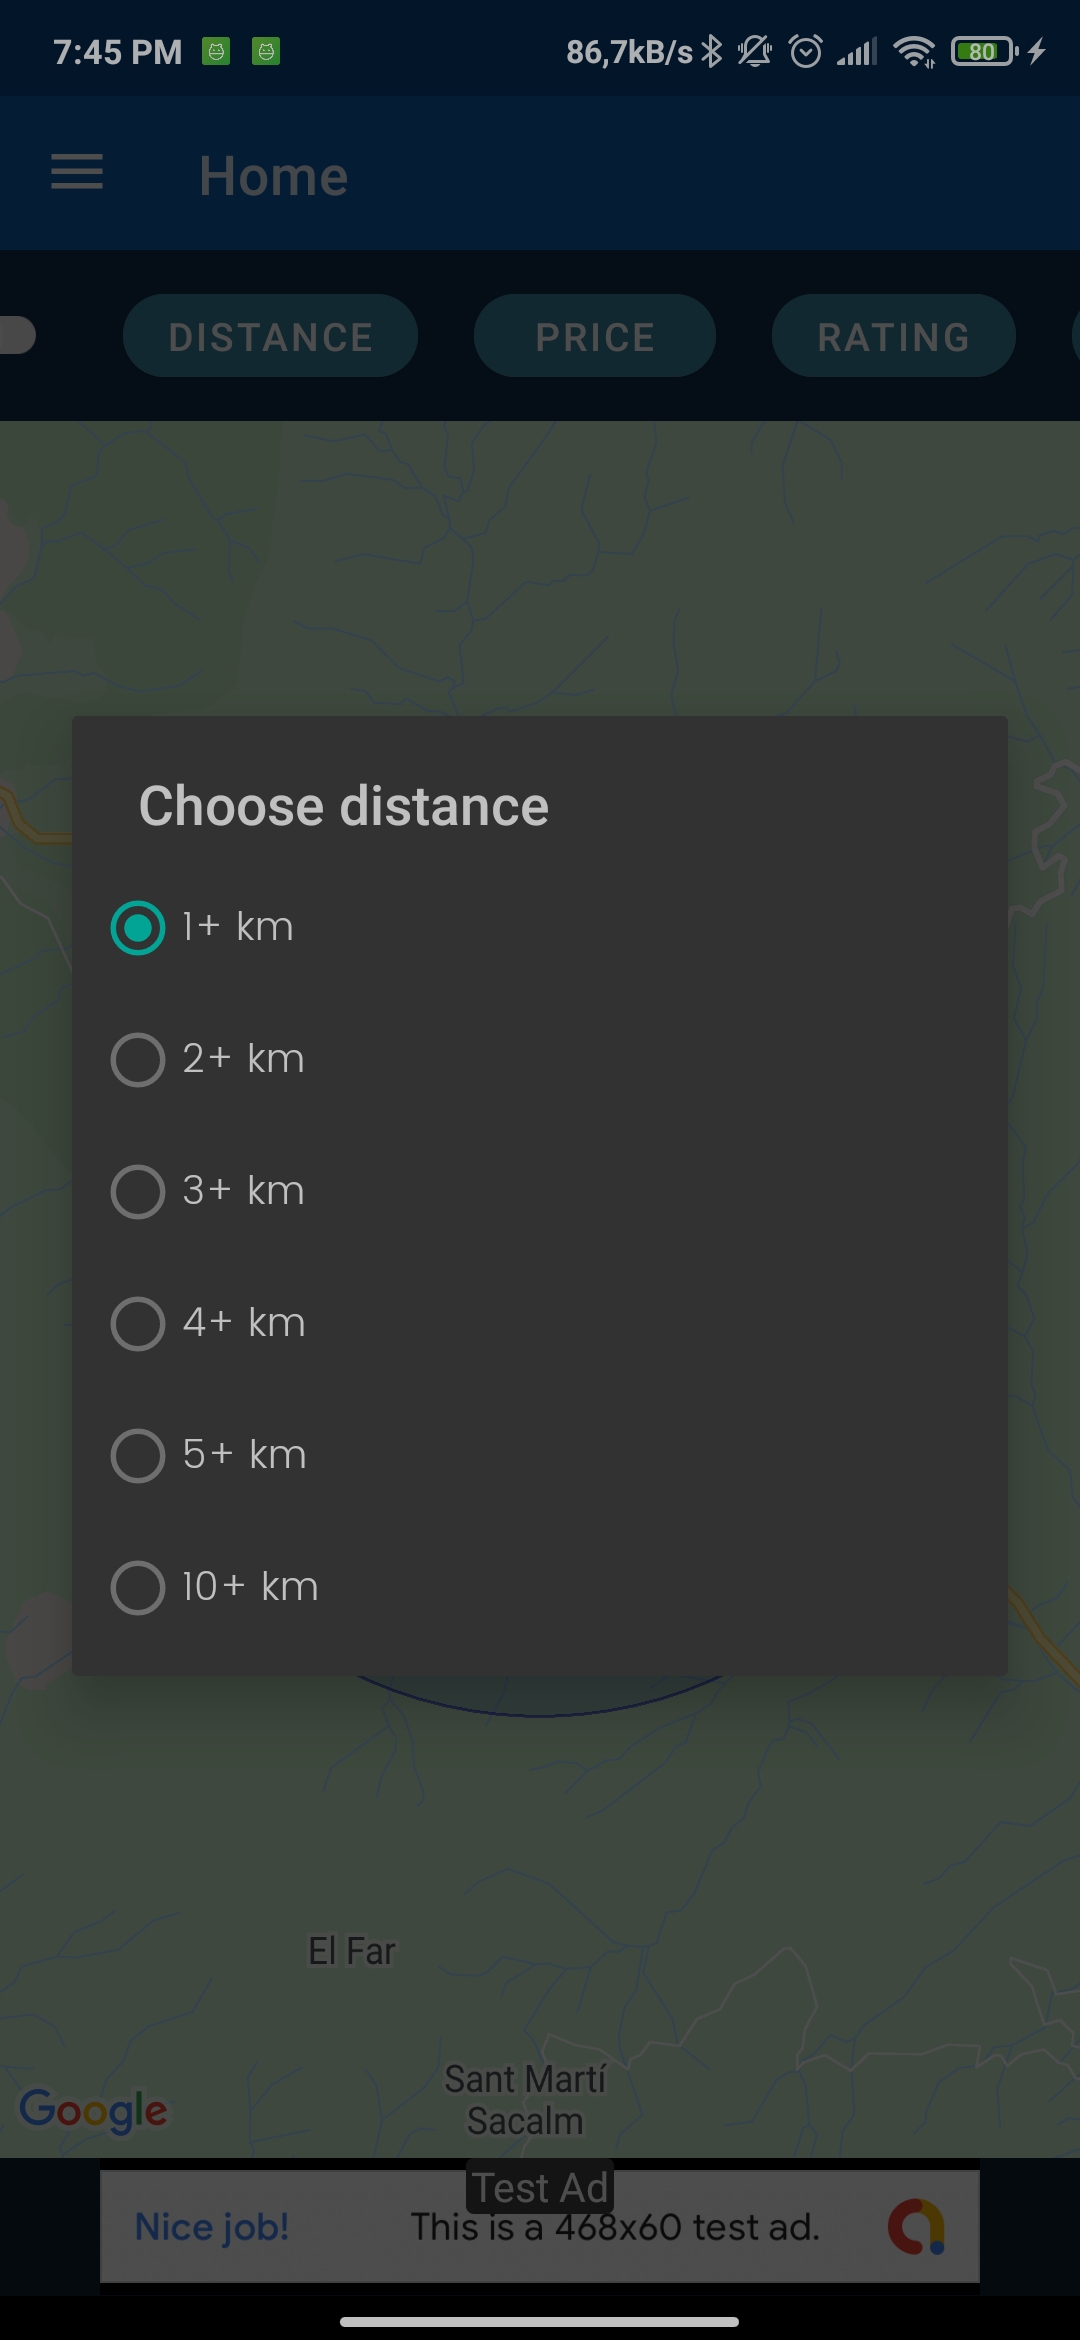 7:45 PM
86,7kB/s
80
Home
DISTANCE
PRICE
RATING
Choose distance
1+ km
2+ km
3+ km
4+ km
5+ km
10+ km
El Far
Sant Martí
Sacalm
Google
Test Ad
Nice job!
This is a 468x60 test ad.